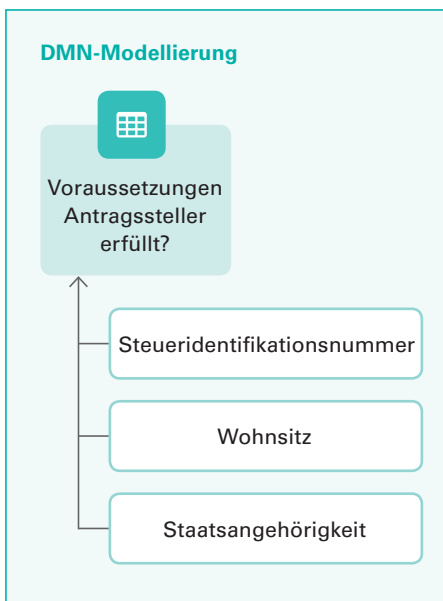 DMN-Modellierung
Voraussetzungen
Antragssteller
erfüllt?
Steueridentifikationsnummer
Wohnsitz
Staatsangehörigkeit